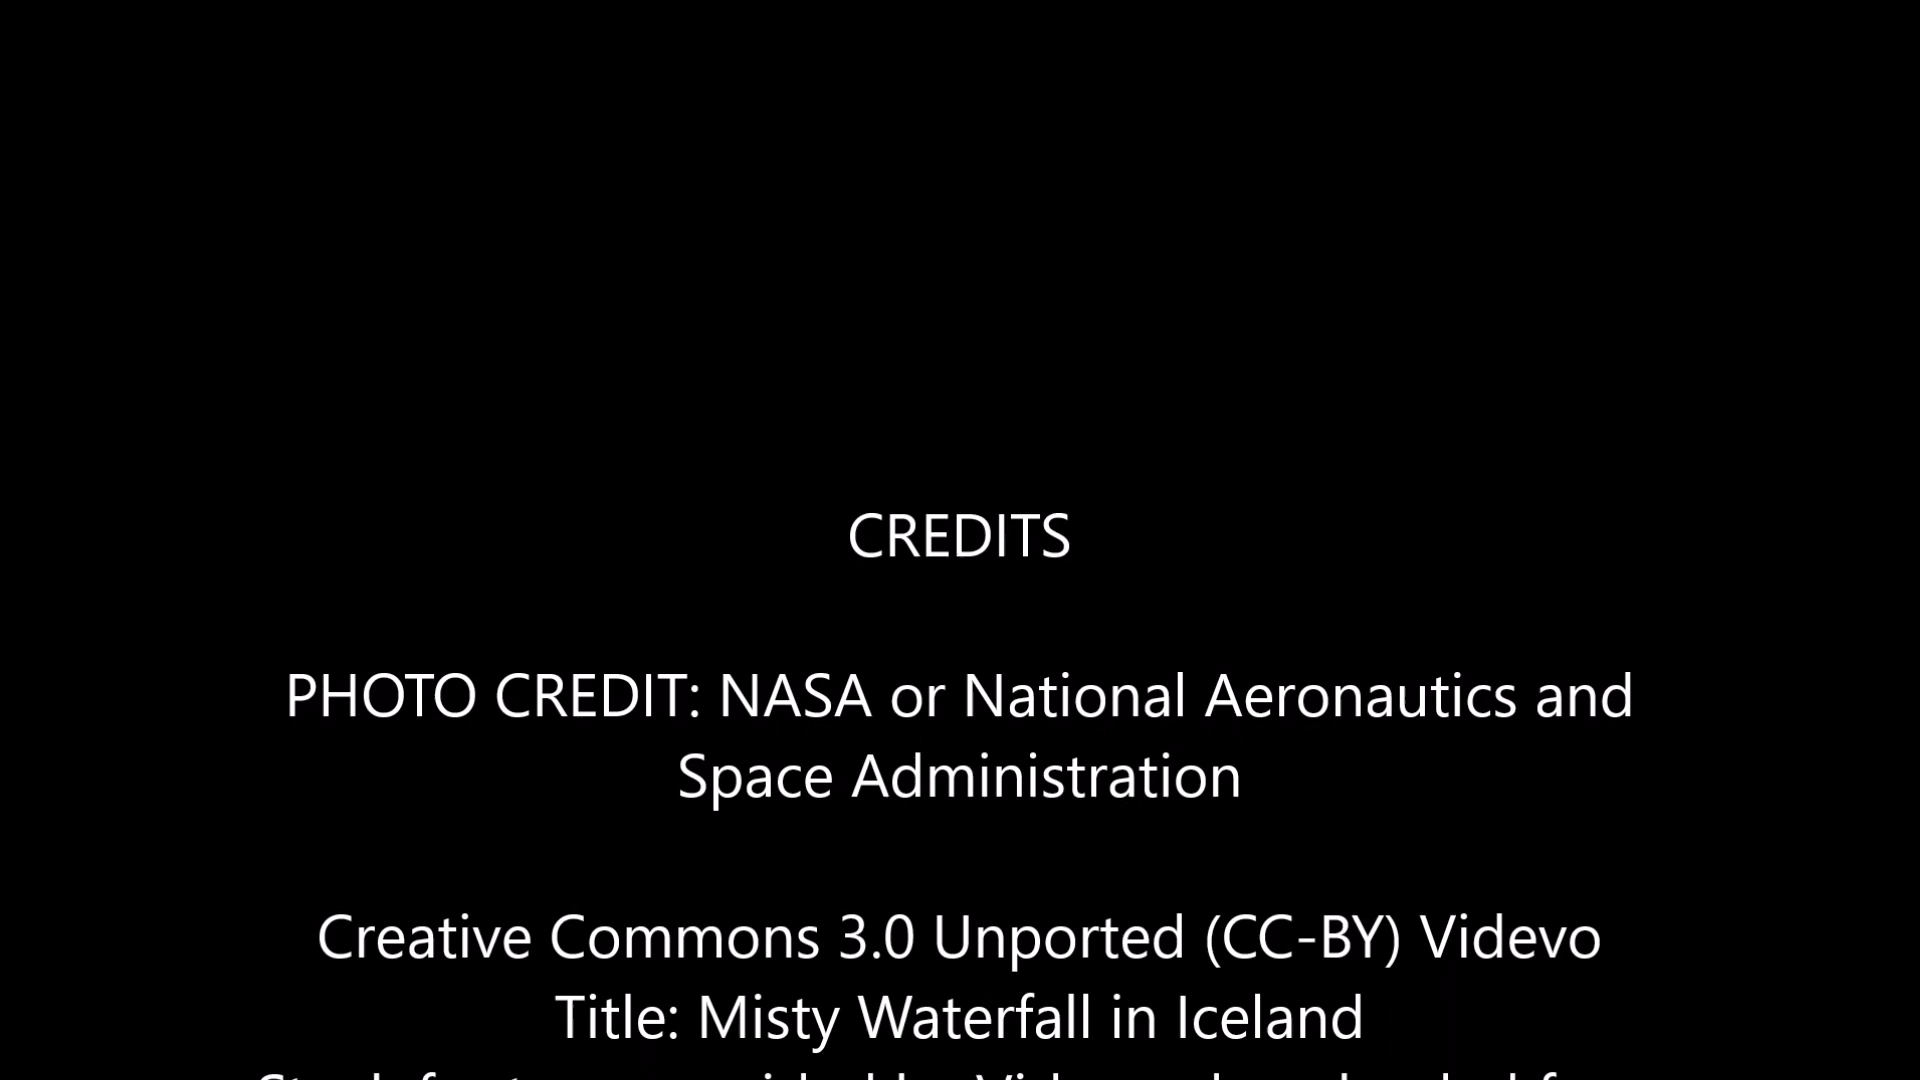 CREDITS
PHOTO CREDIT: NASA or National Aeronautics and
Space Administration
Creative Commons 3.0 Unported (CC-BY) Videvo
Title: Misty Waterfall in Iceland